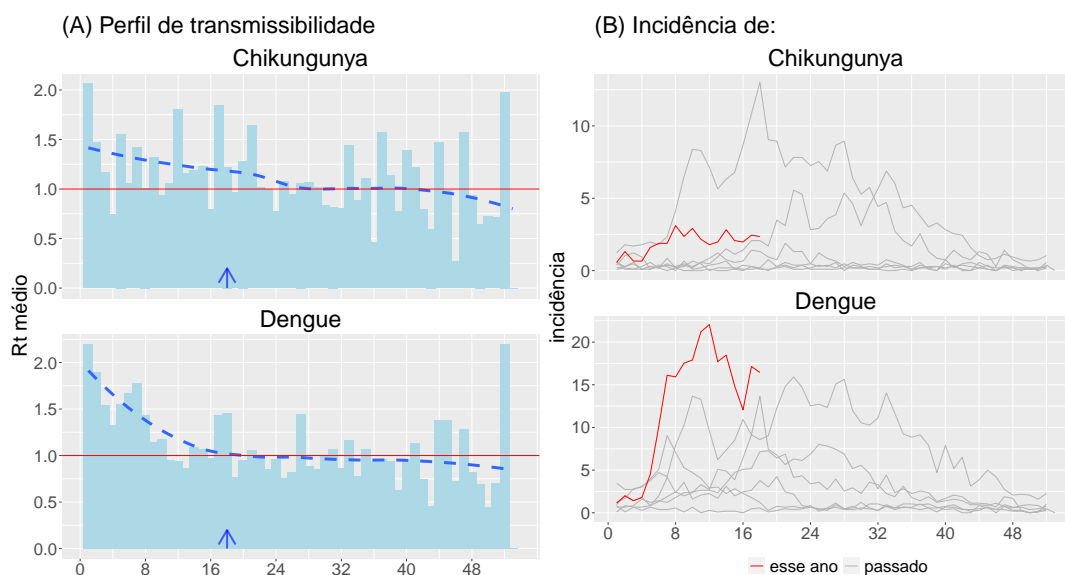 (A) Perfil de transmissibilidade
Chikungunya
2.0
1.5
1.0
0.5
0.0
Dengue
2.0
1.5
1.0
0.5
0.0
Rt médio
0 8 16 24 32 40 48
(B) Incidência de:
Chikungunya
10
5
0
Dengue
20
15
10
5
0
incidência
0 8 16 24 32 40 48
esse ano passado